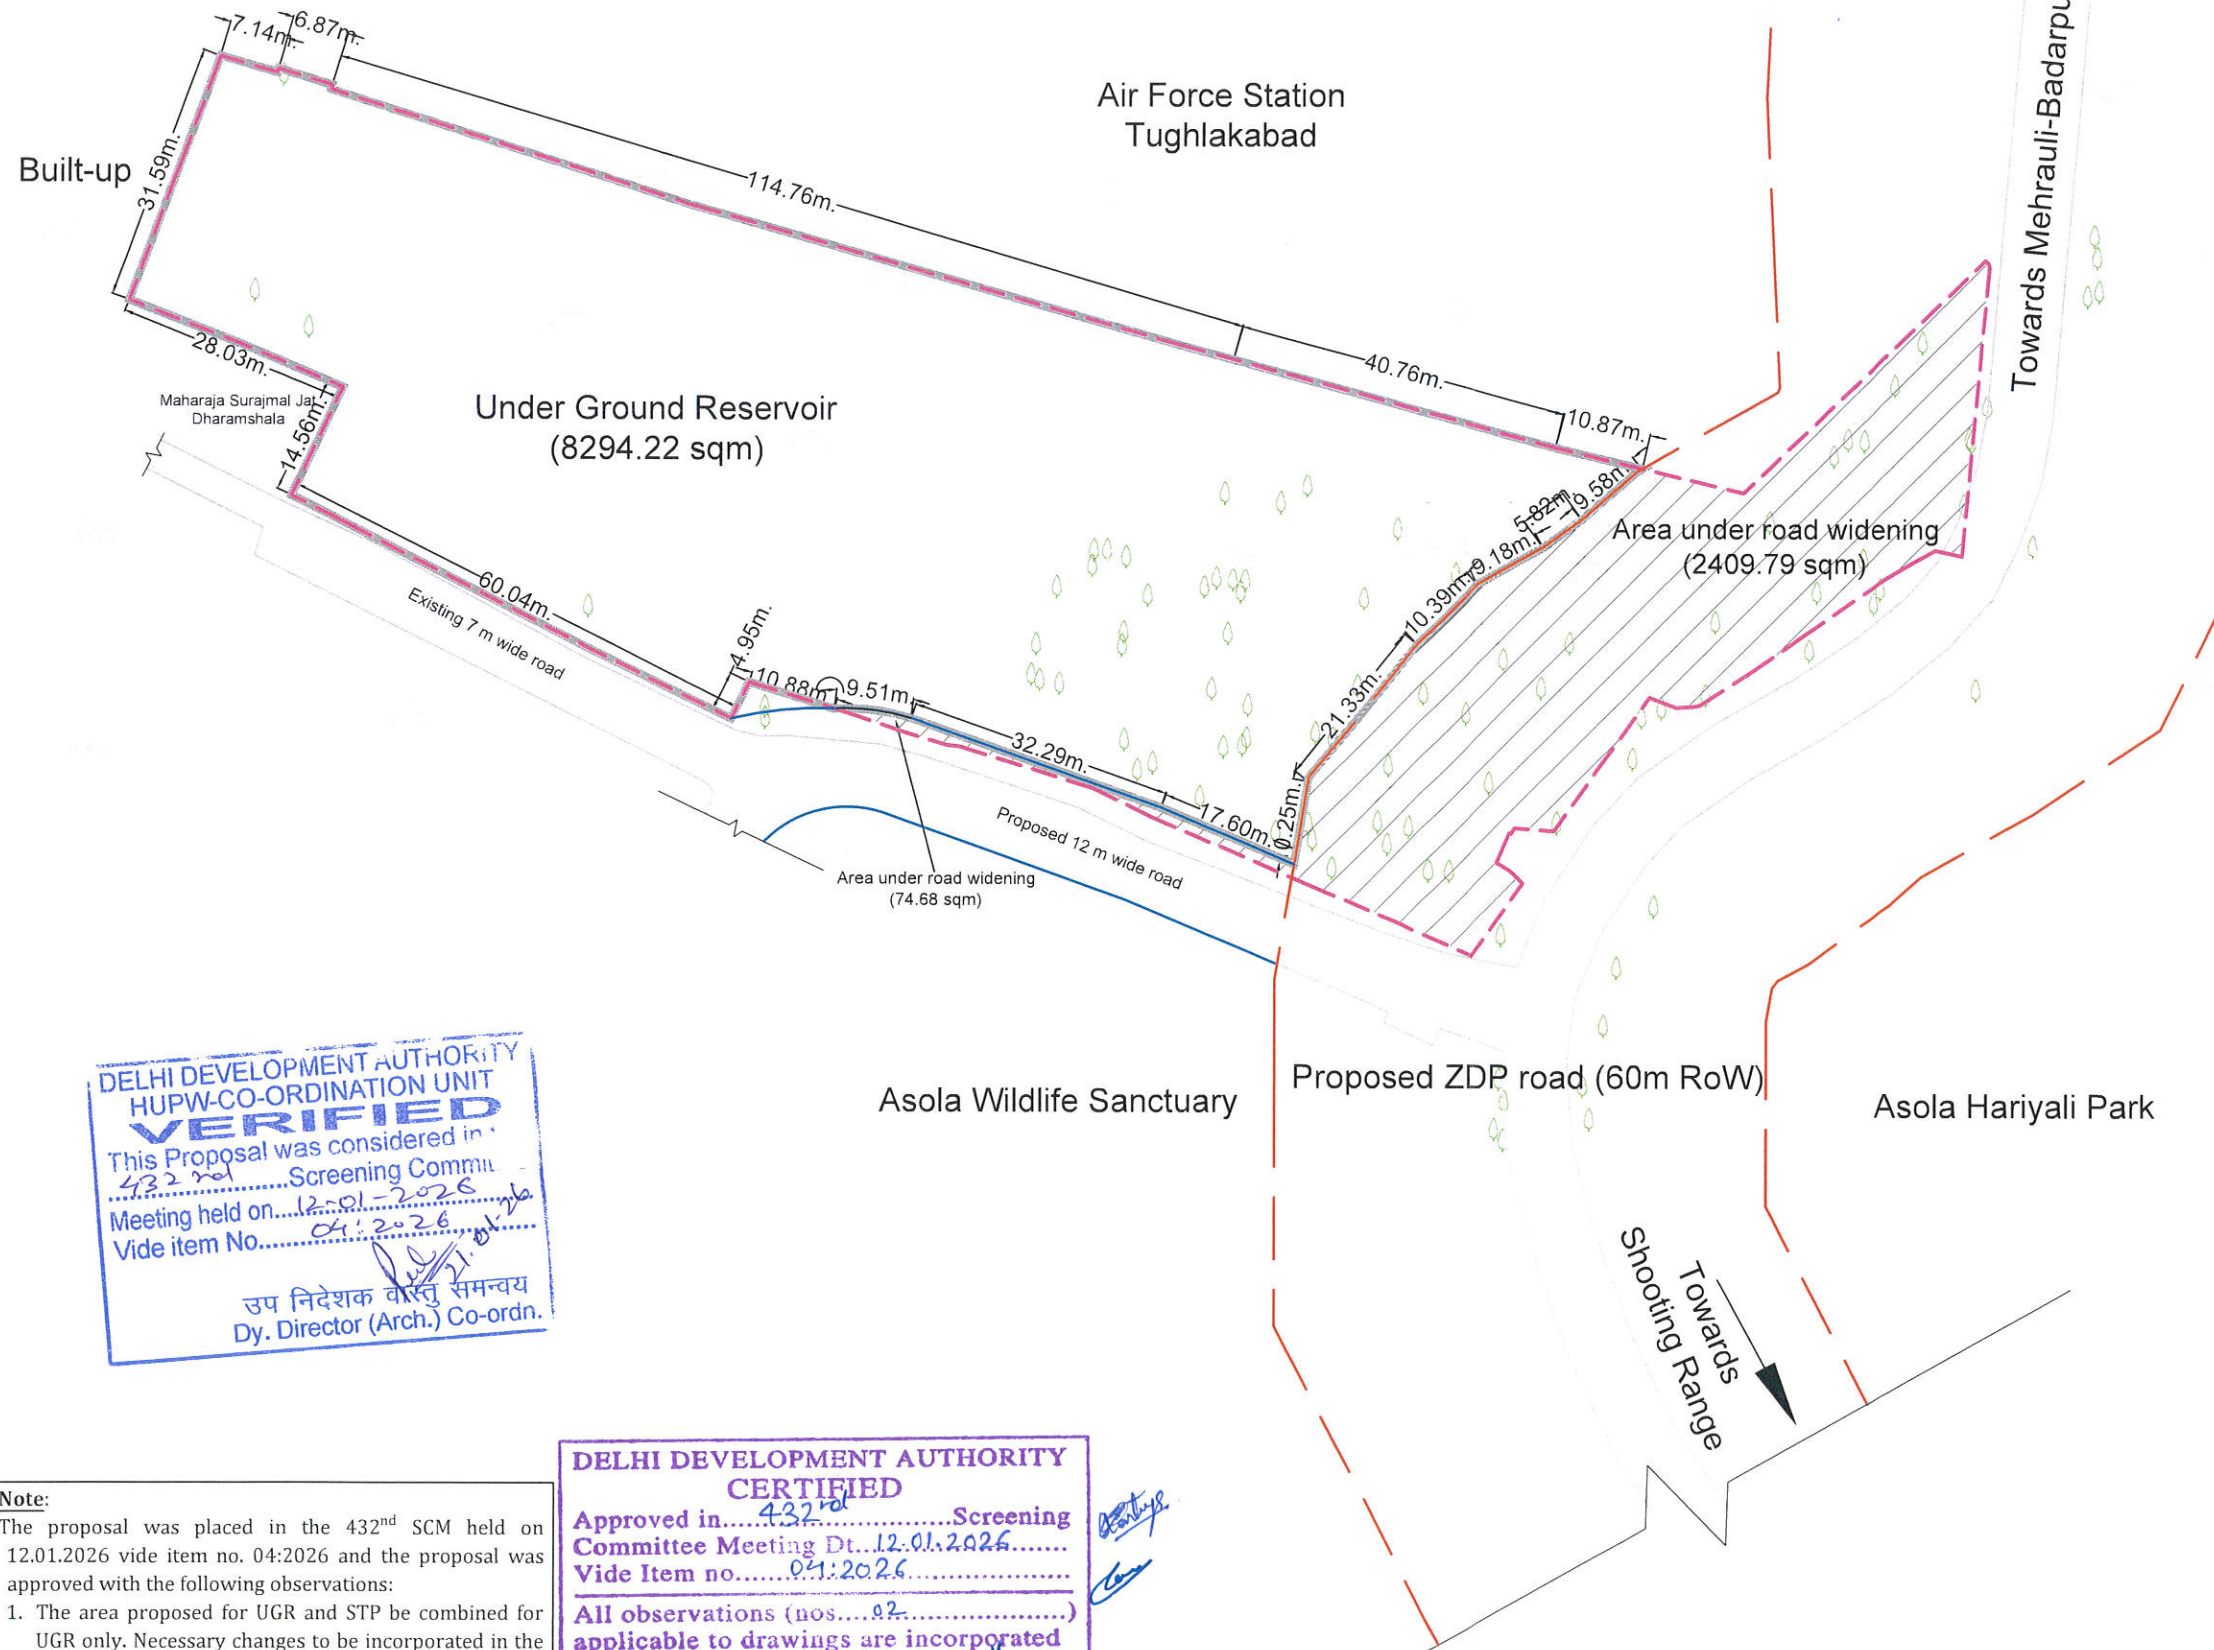 7.14m.
6.87m.
Air Force Station
Tughlakabad
Towards Mehrauli-Badarpu
Built-up
31.59m.
114.76m.
28.03m.
40.76m.
10.87m.
Maharaja Surajmal Jat
Dharamshala
14.56m.
Under Ground Reservoir
(8294.22 sqm)
9.58m.
5.82m.
9.18m.
10.39m.
21.33m.
Area under road widening
(2409.79 sqm)
60.04m.
Existing 7 m wide road
4.95m.
10.88m.
9.51m.
32.29m.
17.60m.
0.25m.
Proposed 12 m wide road
Area under road widening
(74.68 sqm)
Asola Wildlife Sanctuary
Proposed ZDP road (60m RoW)
Asola Hariyali Park
Towards
Shooting Range
DELHI DEVELOPMENT AUTHORITY
HUPW-CO-ORDINATION UNIT
VERIFIED
This Proposal was considered in
432nd Screening Commi
Meeting held on....12-01-2026
Vide item No....04:2026
21.01.26
उप निदेशक वास्तु समन्वय
Dy. Director (Arch.) Co-ordn.
Note:
The proposal was placed in the 432nd SCM held on
12.01.2026 vide item no. 04:2026 and the proposal was
approved with the following observations:
1. The area proposed for UGR and STP be combined for
UGR only. Necessary changes to be incorporated in the
DELHI DEVELOPMENT AUTHORITY
CERTIFIED
Approved in....432rd....Screening
Committee Meeting Dt...12.01.2026.......
Vide Item no.......04:2026....................
All observations (nos....02......................)
applicable to drawings are incorporated